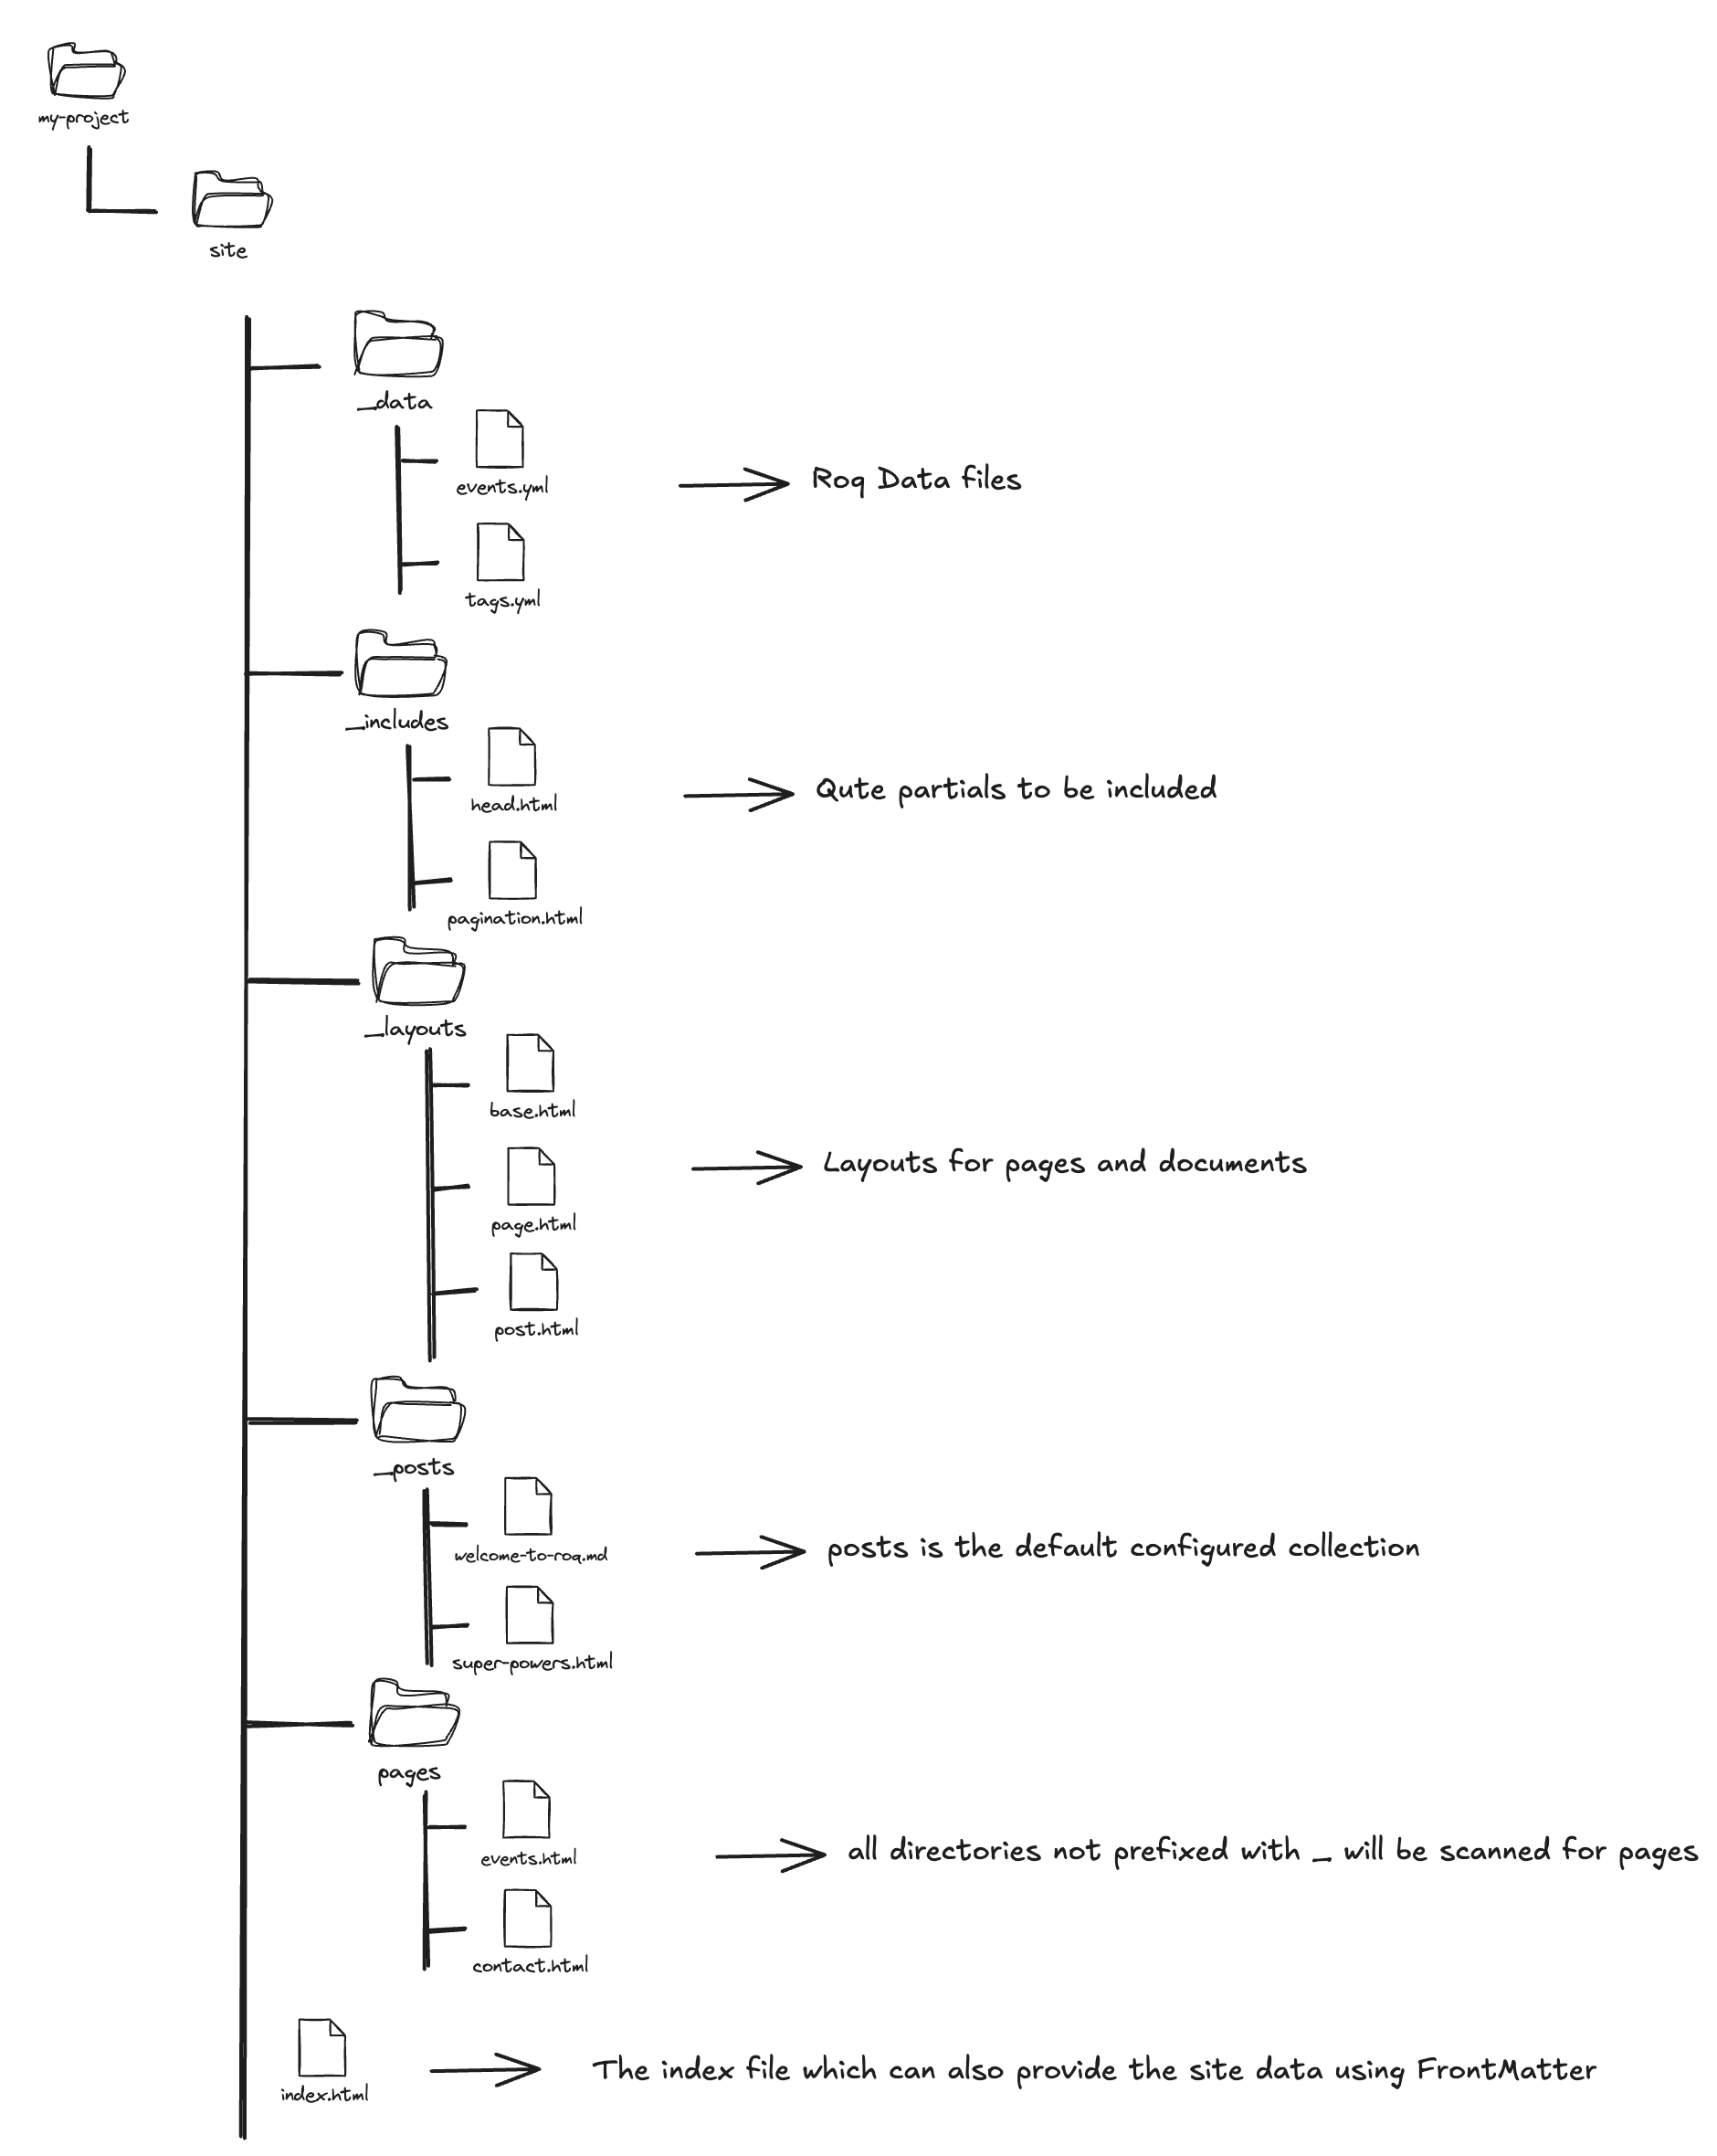 my-project
site
_data
events.yml
Roq Data files
tags.yml
_includes
head.html
Qute partials to be included
pagination.html
_layouts
base.html
Layouts for pages and documents
page.html
post.html
_posts
welcome-to-roq.md
posts is the default configured collection
super-powers.html
pages
events.html
all directories not prefixed with _ will be scanned for pages
contact.html
index.html
The index file which can also provide the site data using FrontMatter